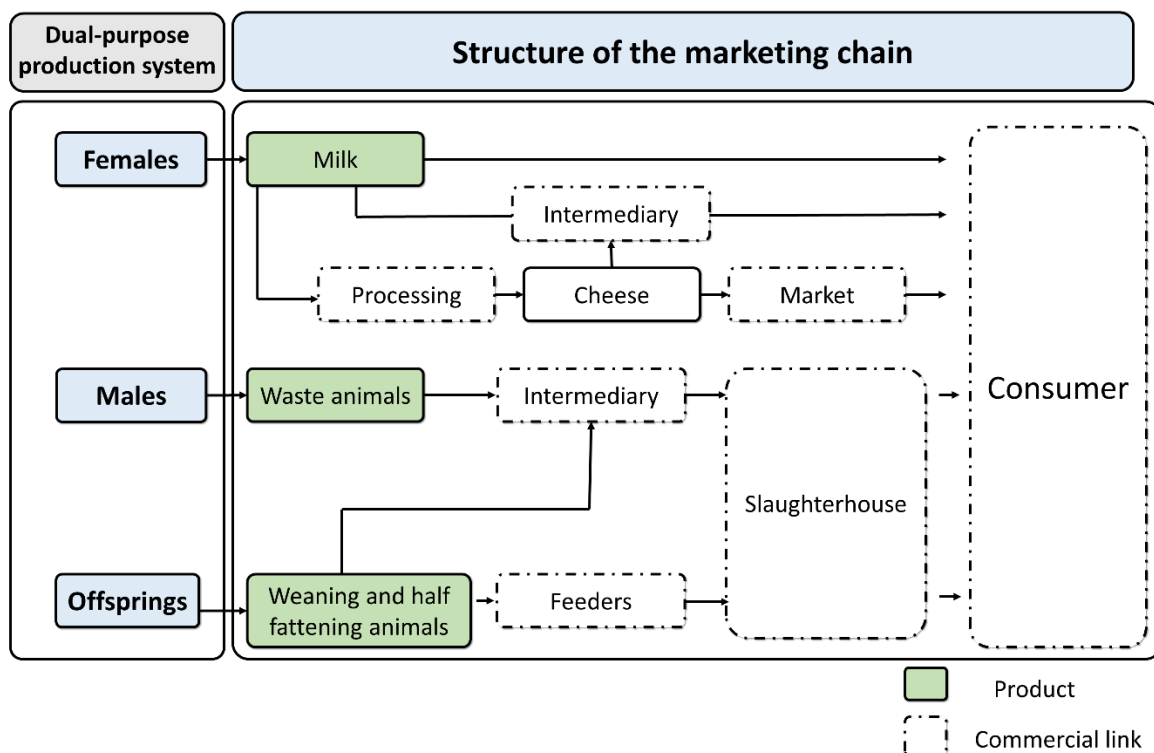 Dual-purpose
production system
Structure of the marketing chain
Females
Milk
Intermediary
Processing
Cheese
Market
Consumer
Males
Waste animals
Intermediary
Slaughterhouse
Offsprings
Weaning and half
fattening animals
Feeders
Product
Commercial link